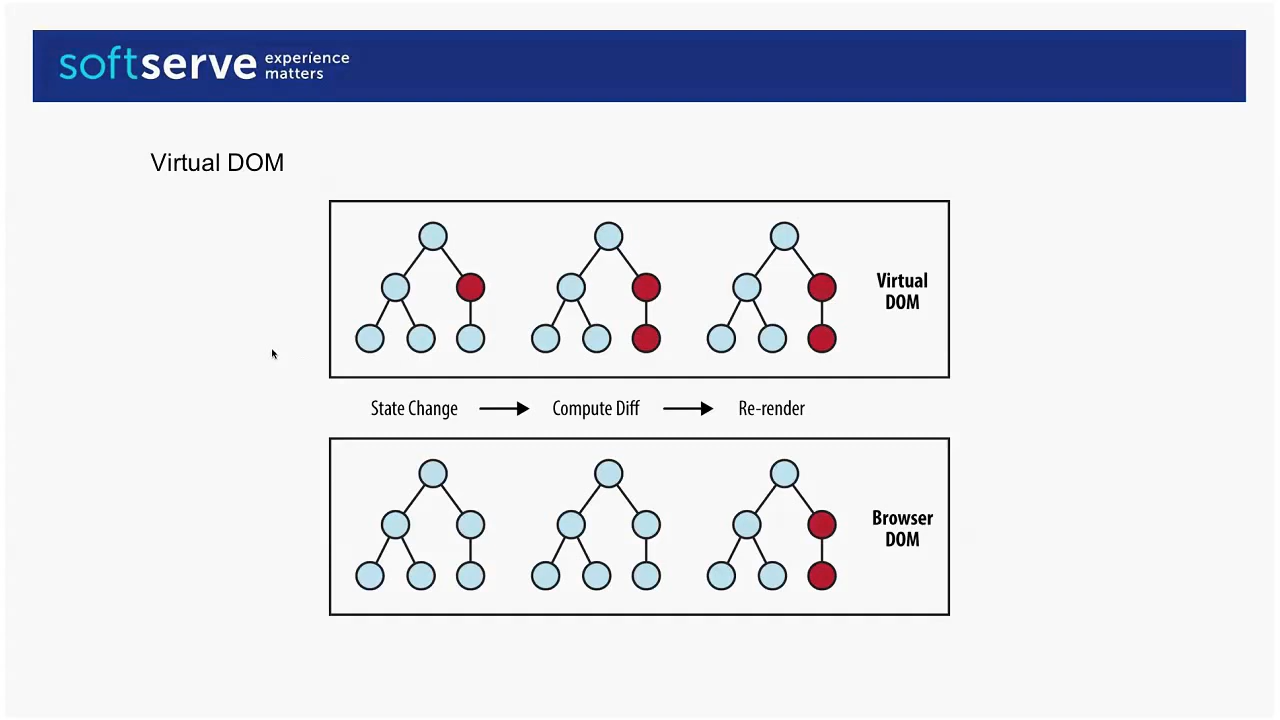 softserve experience
matters
Virtual DOM
Virtual
DOM
State Change Compute Diff Re-render
Browser
DOM